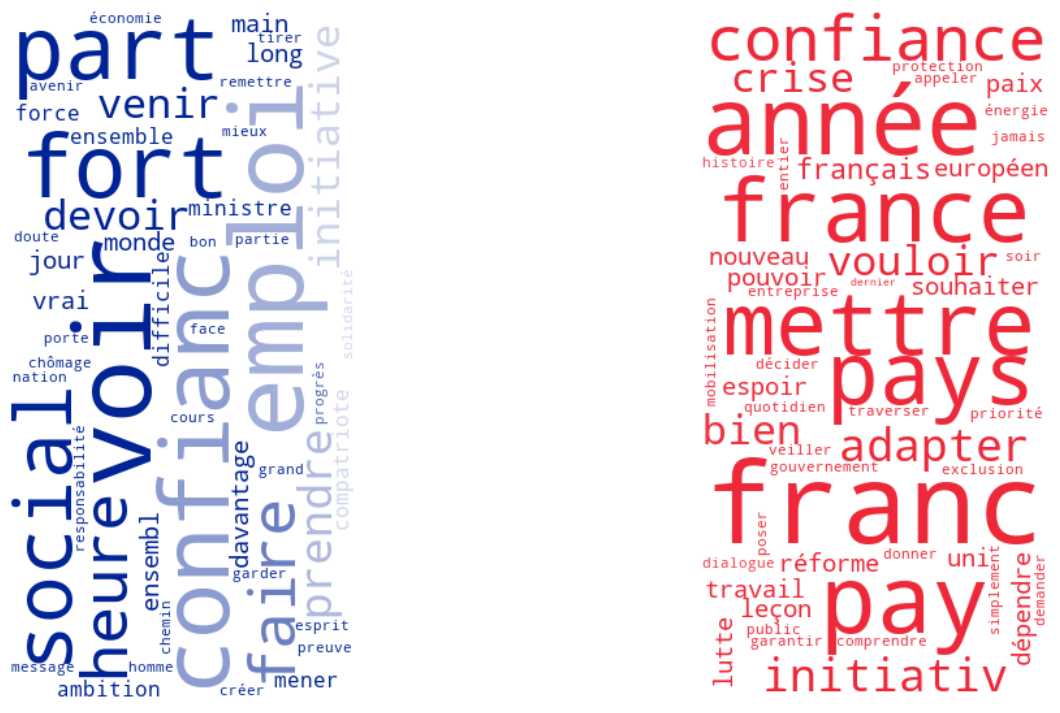 économie
part
main
tirer
long
avenir
remettre
force
venir
ensemble
mieux
fort
emploi
initiative
devoir
ministre
doute
monde
bon
partie
jour
difficile
vrai
face
solidarité
porte
voir
confianc
chômage
nation
progrès
social
cours
compatriote
responsabilité
heure
davantage
grand
prendre
ensembl
faire
garder
chemin
esprit
preuve
message
homme
mener
ambition
créer
confiance
crise
protection
appeler
paix
année
énergie
jamais
histoire
entier
français
européen
france
nouveau
vouloir
soir
pouvoir
entreprise
dernier
souhaiter
mobilisation
mettre
décider
pays
espoir
quotidien
traverser
priorité
bien
veiller
adapter
gouvernement
exclusion
franc
poser
dialogue
réforme
donner
uni
simplement
dépendre
demander
travail
leçon
pay
public
garantir
comprendre
lutte
initiativ